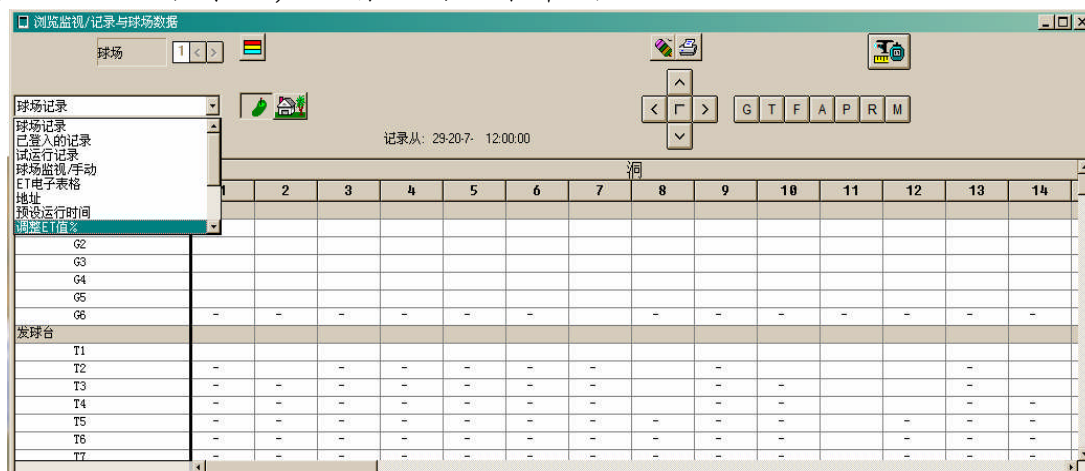 浏览监视/记录与球场数据
球场 1 < >
球场记录
球场记录
已登入的记录
试运行记录
球场监视/手动
ET电子表格
地址
预设运行时间
调整ET值%
G T F A P R M
记录从: 29-20-7- 12:00:00
洞
1 2 3 4 5 6 7 8 9 10 11 12 13 14
G2
G3
G4
G5
G6 - - - - - - - - - - - - -
发球台
T1
T2 - - - - - - - -
T3 - - - - - - - - - -
T4 - - - - - - - - - - -
T5 - - - - - - - - - - - - -
T6 - - - - - - - - - - - - -
T7 - - - - - - - - - - - - -